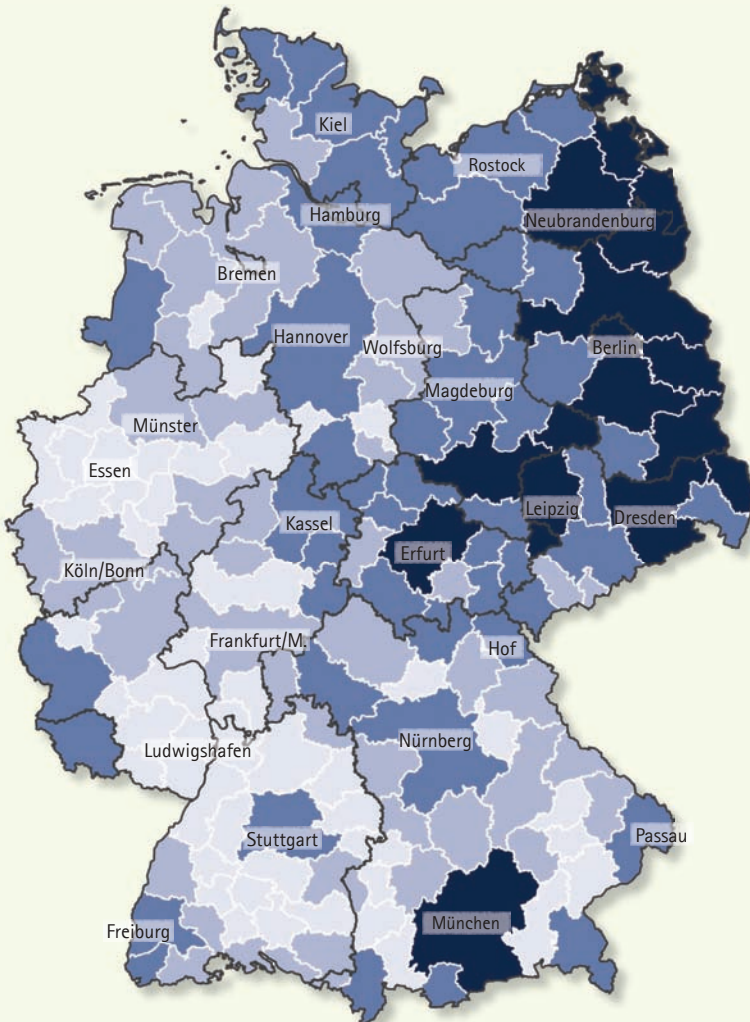 Kiel
Rostock
Hamburg
Neubrandenburg
Bremen
Hannover
Wolfsburg
Berlin
Magdeburg
Münster
Essen
Leipzig
Dresden
Kassel
Erfurt
Köln/Bonn
Frankfurt/M.
Hof
Nürnberg
Ludwigshafen
Stuttgart
Passau
München
Freiburg